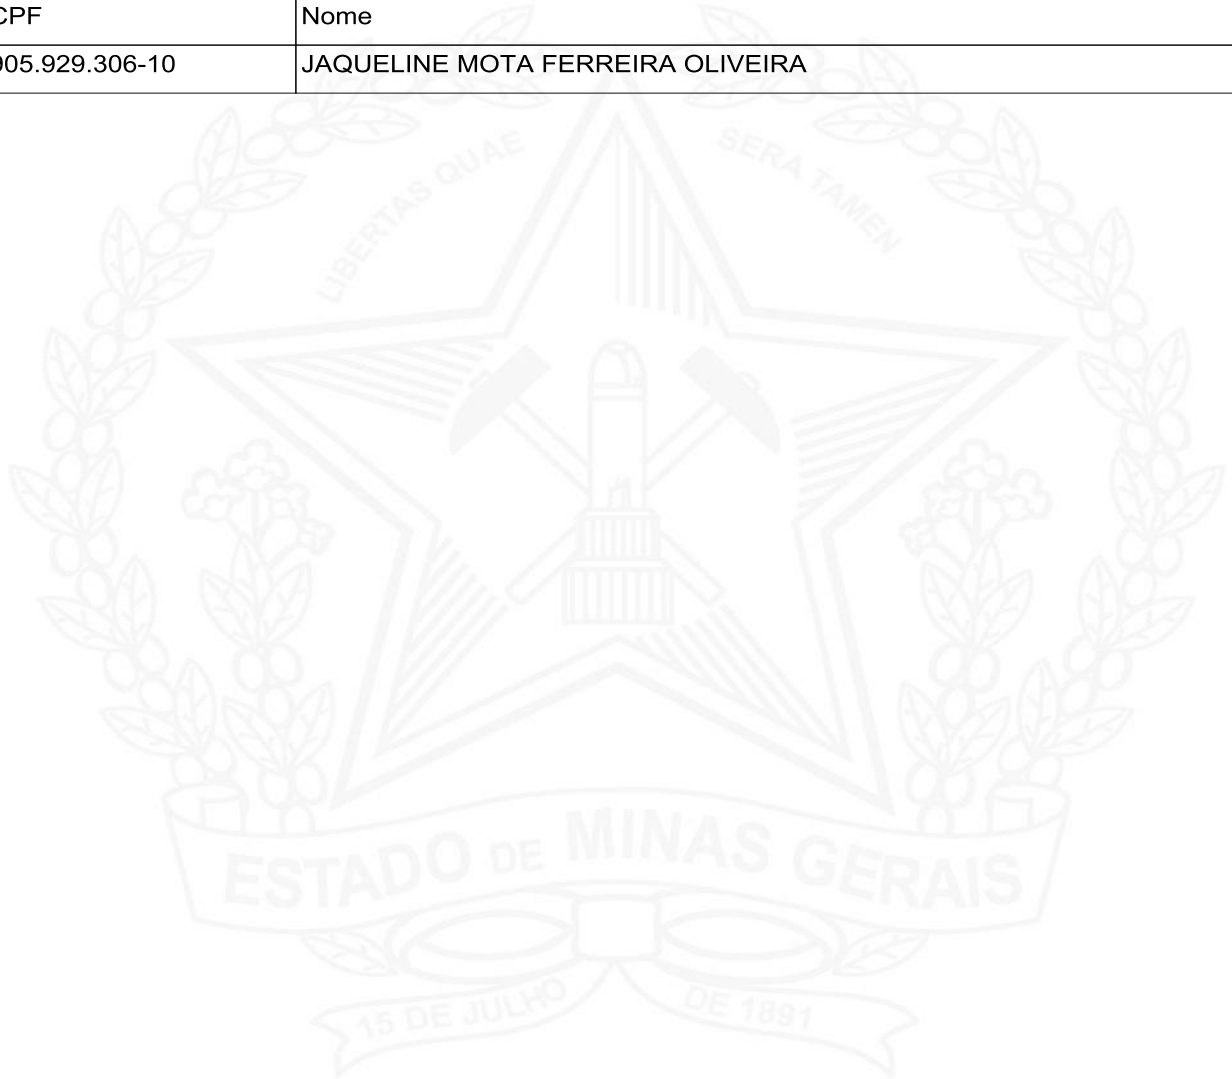 CPF Nome
905.929.306-10 JAQUELINE MOTA FERREIRA OLIVEIRA
LIBERTAS QUAE SERA TAMEN
ESTADO DE MINAS GERAIS
15 DE JULHO DE 1891